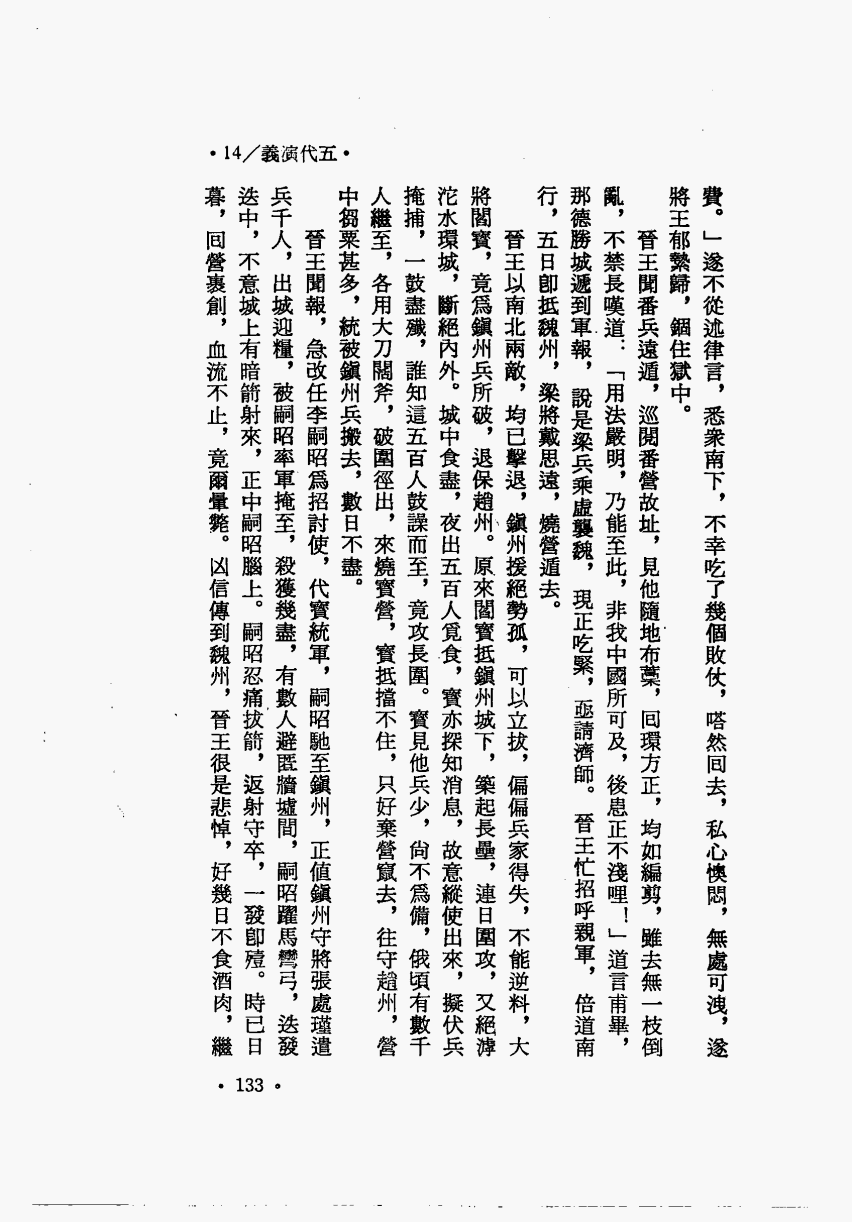 •14／義演代五•
費。」遂不從述律言，悉衆南下，不幸吃了幾個敗仗，嗒然回去，私心懊悶，無處可洩，遂
將王郁縶歸，錮住獄中。
晉王聞番兵遠遁，巡閱番營故址，見他隨地布藁，回環方正，均如編剪，雖去無一枝倒
亂，不禁長嘆道：「用法嚴明，乃能至此，非我中國所可及，後患正不淺哩！」道言甫畢，
那德勝城遞到軍報，說是梁兵乘虛襲魏，現正吃緊，亟請濟師。晉王忙招呼親軍，倍道南
行，五日卽抵魏州，梁將戴思遠，燒營遁去。
晉王以南北兩敵，均已擊退，鎭州援絕勢孤，可以立拔，偏偏兵家得失，不能逆料，大
將閻寶，竟爲鎭州兵所破，退保趙州。原來閻寶抵鎭州城下，築起長壘，連日圍攻，又絕滹
沱水環城，斷絕內外。城中食盡，夜出五百人覓食，寶亦探知消息，故意縱使出來，擬伏兵
掩捕，一鼓盡殲，誰知這五百人鼓譟而至，竟攻長圍。寶見他兵少，尙不爲備，俄頃有數千
人繼至，各用大刀闊斧，破圍徑出，來燒寶營，寶抵擋不住，只好棄營竄去，往守趙州，營
中芻粟甚多，統被鎭州兵搬去，數日不盡。
晉王聞報，急改任李嗣昭爲招討使，代寶統軍，嗣昭馳至鎭州，正値鎭州守將張處瑾遣
兵千人，出城迎糧，被嗣昭率軍掩至，殺獲幾盡，有數人避匿牆墟間，嗣昭躍馬彎弓，迭發
迭中，不意城上有暗箭射來，正中嗣昭腦上。嗣昭忍痛拔箭，返射守卒，一發卽殪。時已日
暮，回營裹創，血流不止，竟爾暈斃。凶信傳到魏州，晉王很是悲悼，好幾日不食酒肉，繼
•133•